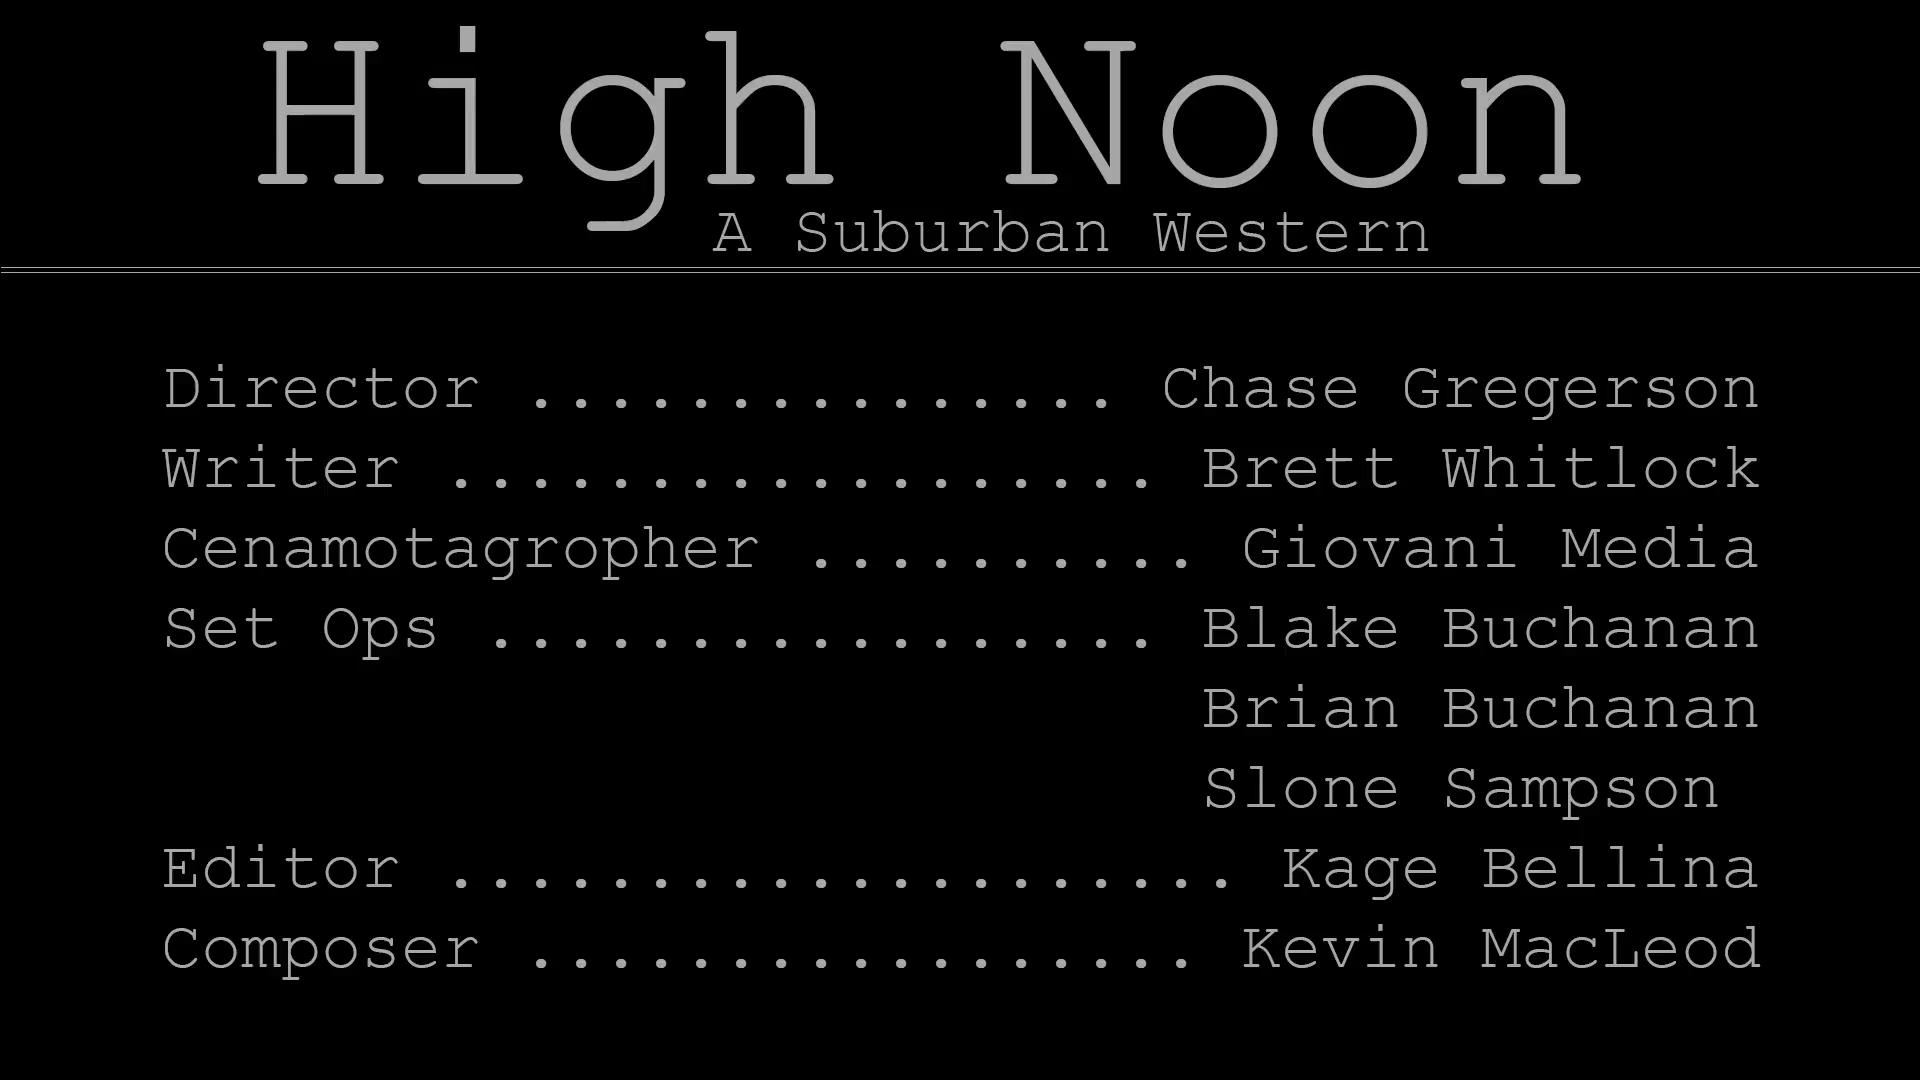 High Noon
A Suburban Western
Director ............... Chase Gregerson
Writer .................. Brett Whitlock
Cenamotagropher .......... Giovani Media
Set Ops ................. Blake Buchanan
Brian Buchanan
Slone Sampson
Editor .................... Kage Bellina
Composer ................. Kevin MacLeod